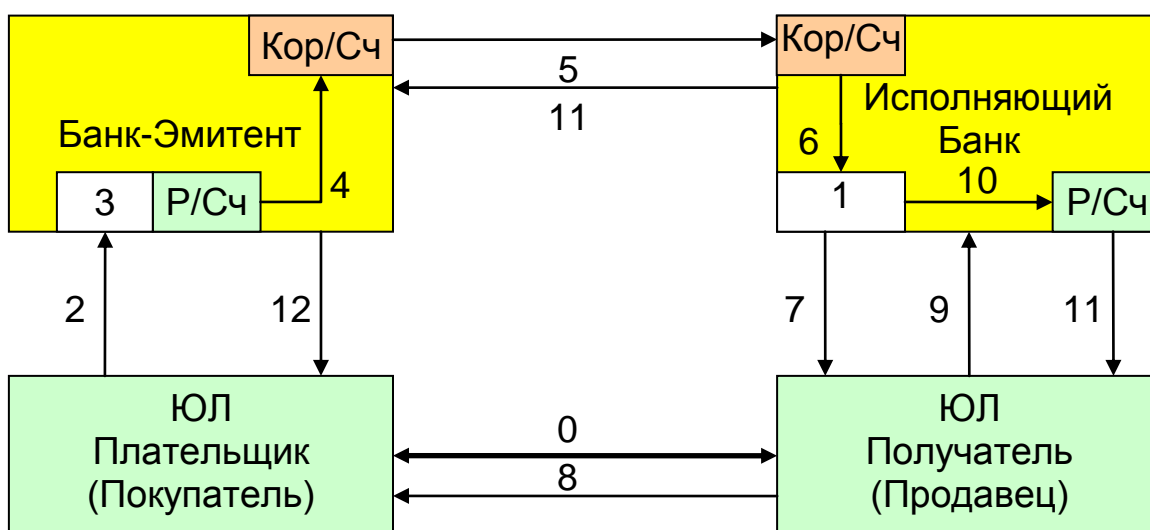 Кор/Сч
Кор/Сч
5
11
Банк-Эмитент
Исполняющий
Банк
6
3
Р/Сч
4
1
10
Р/Сч
2
12
7
9
11
ЮЛ
Плательщик
(Покупатель)
0
8
ЮЛ
Получатель
(Продавец)